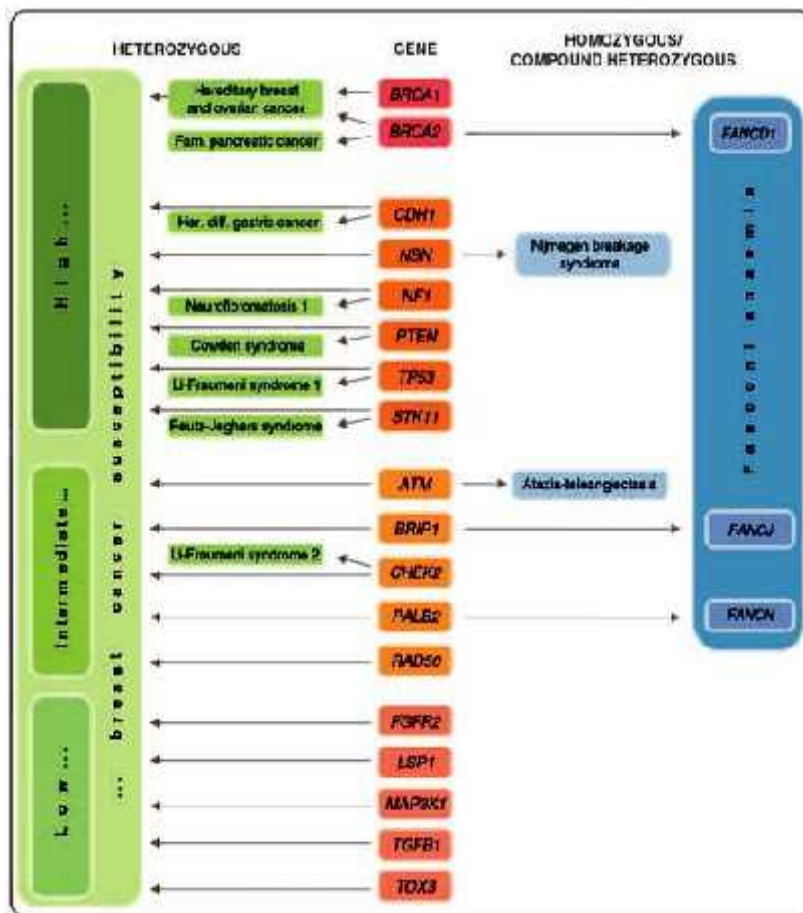 HETEROZYGOUS
GENE
HOMOZYGOUS/
COMPOUND HETEROZYGOUS
Hereditary breast
and ovarian cancer
BRCA1
Fam. pancreatic cancer
BRCA2
FANCD1
Her. diff. gastric cancer
CDH1
NBN
Nijmegen breakage
syndrome
Neurofibromatosis 1
NF1
Cowden syndrome
PTEN
Li-Fraumeni syndrome 1
TP53
Peutz-Jeghers syndrome
STK11
ATM
Ataxia-teleangiectasia
BRIP1
FANCJ
Li-Fraumeni syndrome 2
CHEK2
PALB2
FANCN
RAD50
FGFR2
LSP1
MAP3K1
TGFB1
TOX3
High...
Intermediate...
Low...
... breast cancer susceptibility
Fanconi anaemia